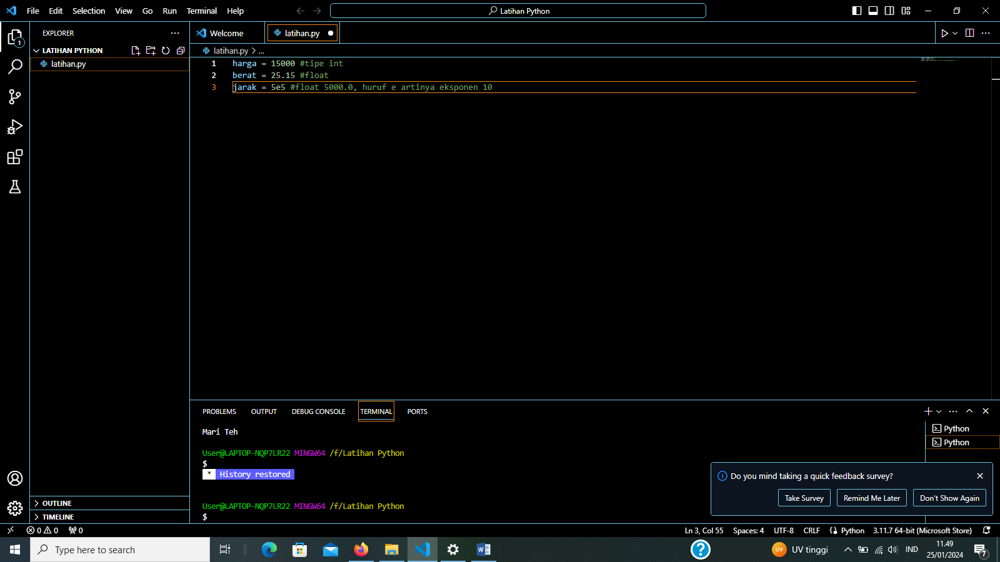 File Edit Selection View Go Run Terminal Help
Latihan Python
EXPLORER
Welcome
latihan.py
LATIHAN PYTHON
latihan.py > ...
latihan.py
1 harga = 15000 #tipe int
2 berat = 25.15 #float
3 jarak = 5e5 #float 5000.0, huruf e artinya eksponen 10
1
PROBLEMS OUTPUT DEBUG CONSOLE TERMINAL PORTS
Mari Teh
User@LAPTOP-NQP7LR22 MINGW64 /f/Latihan Python
$
* History restored
User@LAPTOP-NQP7LR22 MINGW64 /f/Latihan Python
$
Python
Python
Do you mind taking a quick feedback survey?
Take Survey Remind Me Later Don't Show Again
OUTLINE
TIMELINE
0 0 0
Ln 3, Col 55 Spaces: 4 UTF-8 CRLF Python 3.11.7 64-bit (Microsoft Store)
Type here to search
UV UV tinggi
IND
11.49
25/01/2024
7